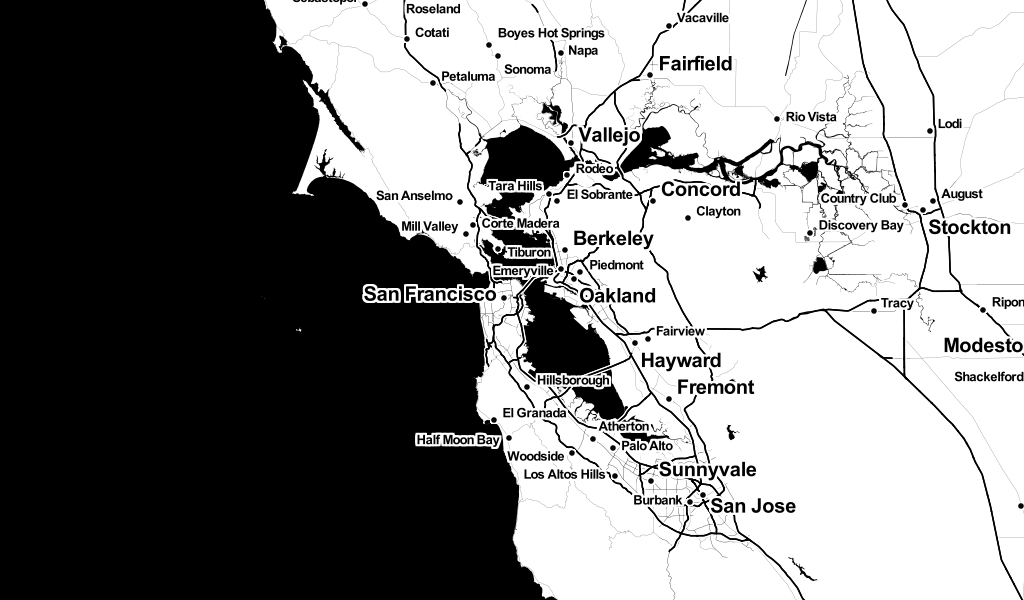 Roseland
Vacaville
Cotati
Boyes Hot Springs
Napa
Sonoma
Fairfield
Petaluma
Rio Vista
Lodi
Vallejo
Rodeo
Tara Hills
El Sobrante
Concord
San Anselmo
Country Club
August
Clayton
Mill Valley
Corte Madera
Discovery Bay
Stockton
Berkeley
Tiburon
Emeryville
Piedmont
San Francisco
Oakland
Tracy
Ripon
Fairview
Modesto
Hayward
Shackelford
Hillsborough
Fremont
El Granada
Atherton
Half Moon Bay
Palo Alto
Woodside
Sunnyvale
Los Altos Hills
Burbank
San Jose